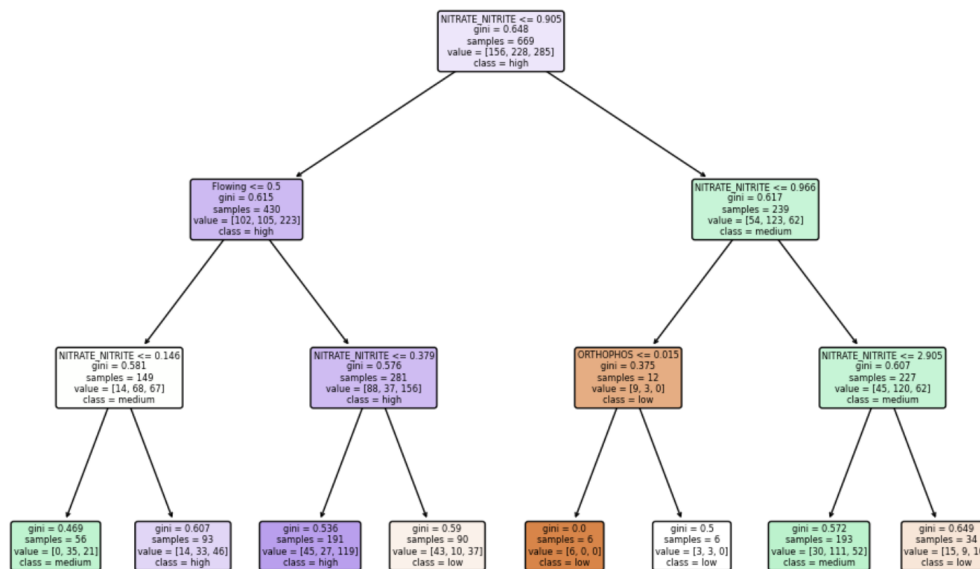 NITRATE_NITRITE <= 0.905
gini = 0.648
samples = 669
value = [156, 228, 285]
class = high
Flowing <= 0.5
gini = 0.615
samples = 430
value = [102, 105, 223]
class = high
NITRATE_NITRITE <= 0.966
gini = 0.617
samples = 239
value = [54, 123, 62]
class = medium
NITRATE_NITRITE <= 0.146
gini = 0.581
samples = 149
value = [14, 68, 67]
class = medium
NITRATE_NITRITE <= 0.379
gini = 0.576
samples = 281
value = [88, 37, 156]
class = high
ORTHOPHOS <= 0.015
gini = 0.375
samples = 12
value = [9, 3, 0]
class = low
NITRATE_NITRITE <= 2.905
gini = 0.607
samples = 227
value = [45, 120, 62]
class = medium
gini = 0.469
samples = 56
value = [0, 35, 21]
class = medium
gini = 0.607
samples = 93
value = [14, 33, 46]
class = high
gini = 0.536
samples = 191
value = [45, 27, 119]
class = high
gini = 0.59
samples = 90
value = [43, 10, 37]
class = low
gini = 0.0
samples = 6
value = [6, 0, 0]
class = low
gini = 0.5
samples = 6
value = [3, 3, 0]
class = low
gini = 0.572
samples = 193
value = [30, 111, 52]
class = medium
gini = 0.649
samples = 34
value = [15, 9,
class = low